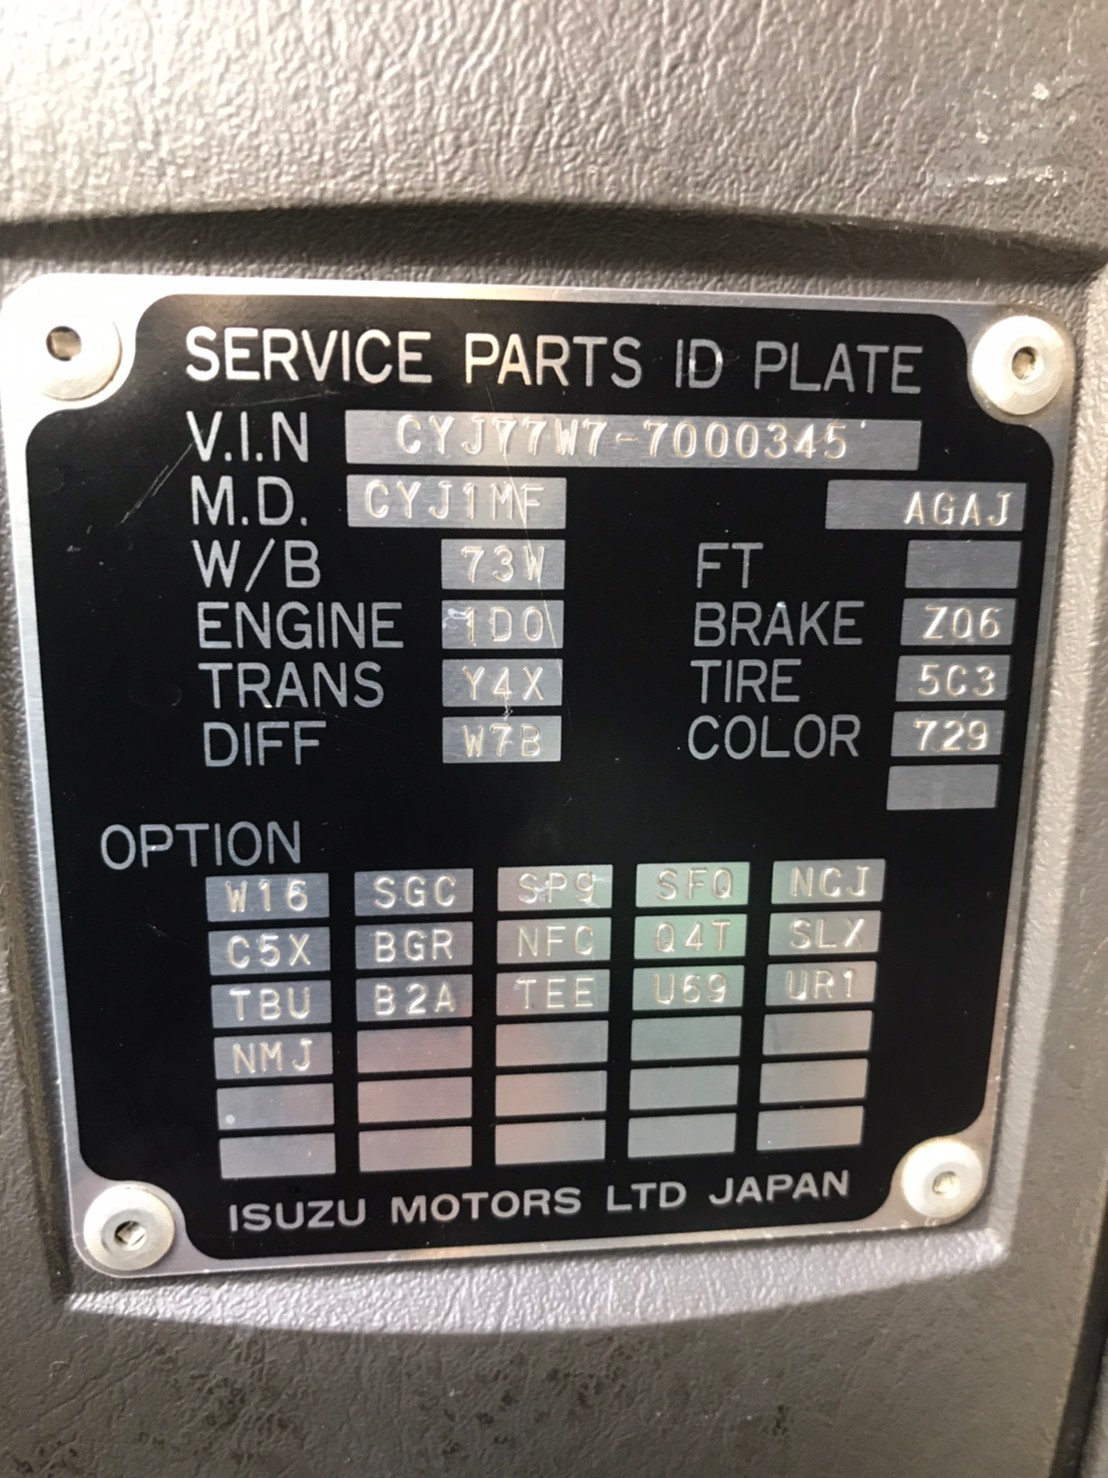 SERVICE PARTS ID PLATE
V.I.N CYJ77W7-7000345
M.D. CYJ1MF AGAJ
W/B 73W FT
ENGINE 1D0 BRAKE Z06
TRANS Y4X TIRE 5C3
DIFF W7B COLOR 729
OPTION
W16 SGC SP9 SFQ NCJ
C5X BGR NFC Q4T SLX
TBU B2A TEE U69 UR1
NMJ
ISUZU MOTORS LTD JAPAN